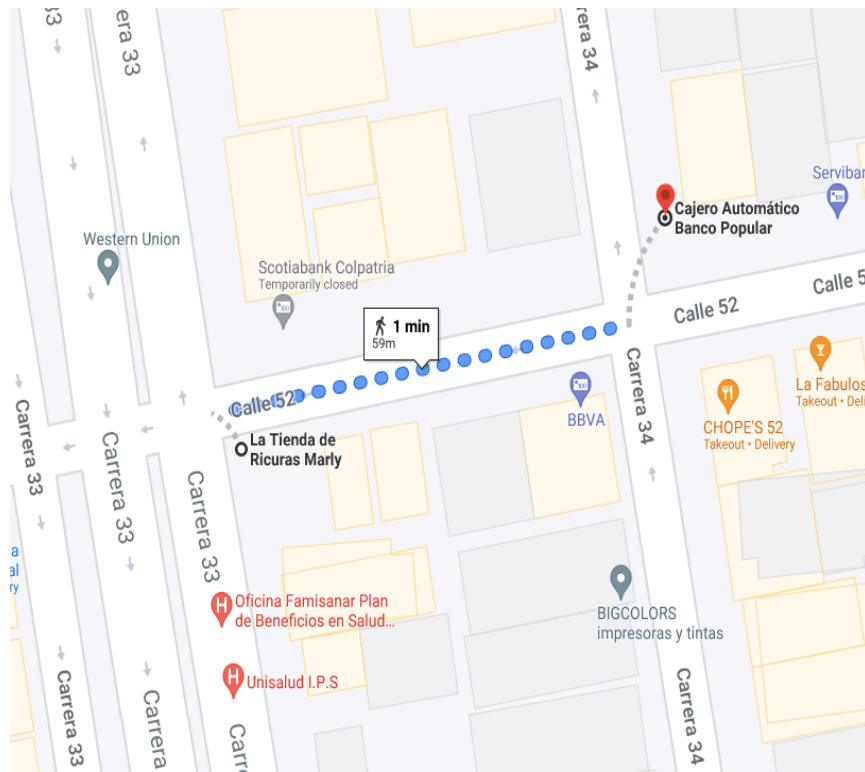 33
Carrera 33
Carrera 34
Servibar
Cajero Automático
Banco Popular
Western Union
Scotiabank Colpatria
Temporarily closed
1 min
59m
Calle 52
Calle 5
Calle 52
BBVA
La Fabulos
Takeout • Deli
CHOPE'S 52
Takeout • Delivery
La Tienda de
Ricuras Marly
Carrera 33
Carrera 33
Carrera 33
Carrera 34
a
al
ry
Oficina Famisanar Plan
de Beneficios en Salud...
BIGCOLORS
impresoras y tintas
Unisalud I.P.S
Carrera 33
Carrera
Carre
Carrera 34